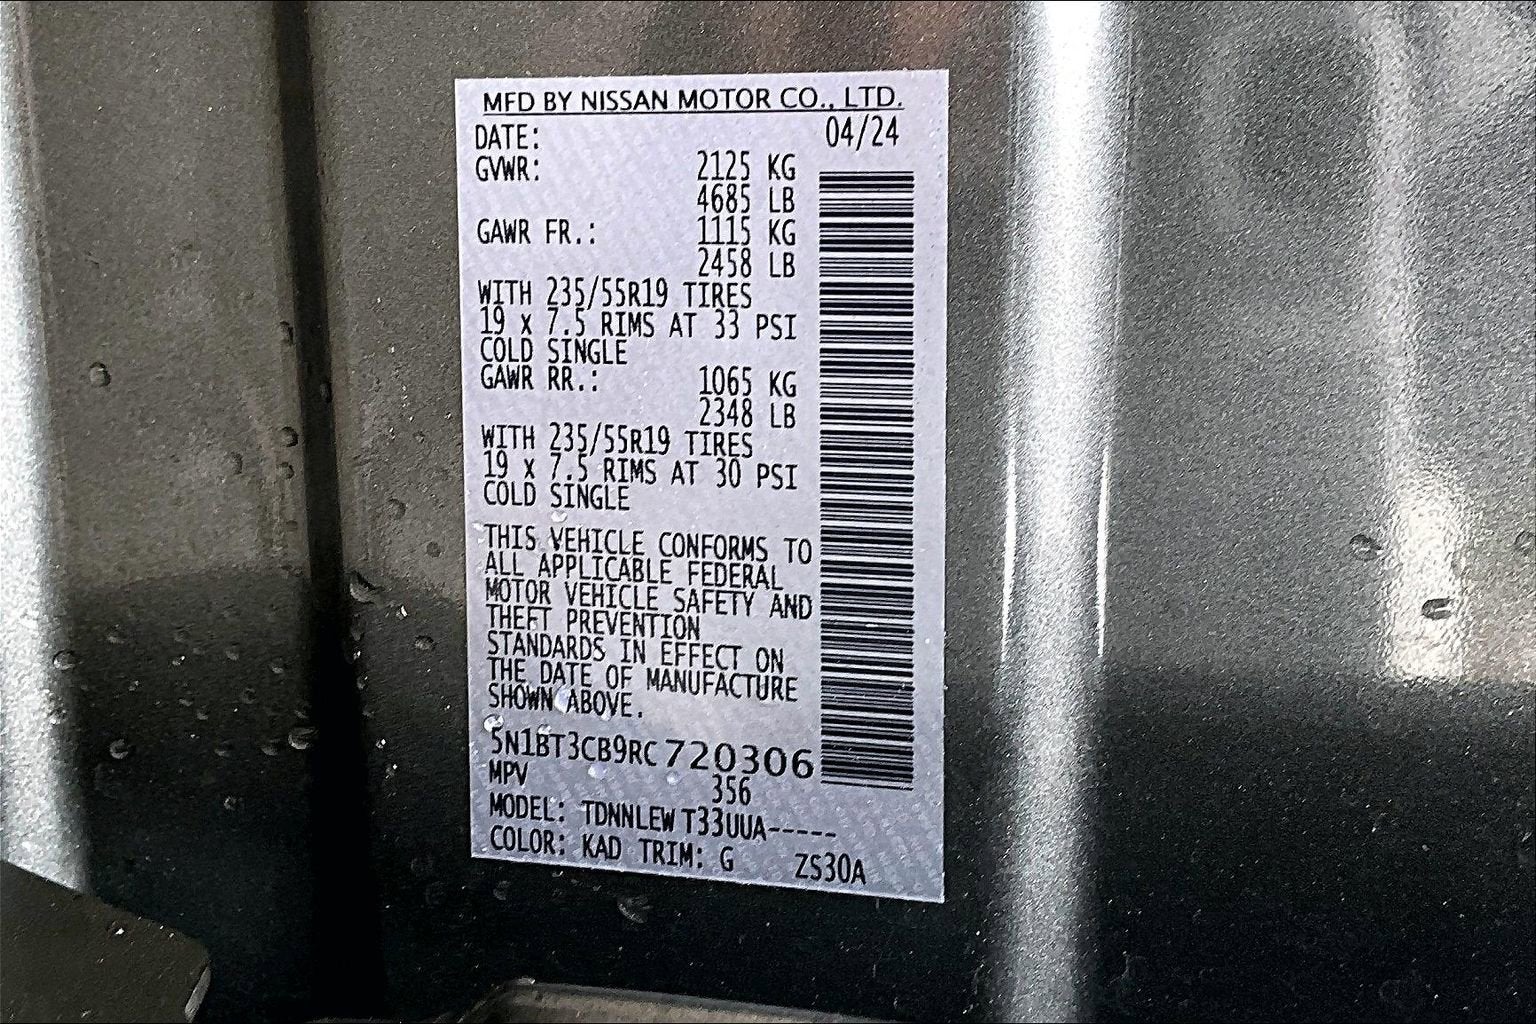 MFD BY NISSAN MOTOR CO., LTD.
DATE: 04/24
GVWR: 2125 KG
4685 LB
GAWR FR.: 1115 KG
2458 LB
WITH 235/55R19 TIRES
19 x 7.5 RIMS AT 33 PSI
COLD SINGLE
GAWR RR.: 1065 KG
2348 LB
WITH 235/55R19 TIRES
19 x 7.5 RIMS AT 30 PSI
COLD SINGLE
THIS VEHICLE CONFORMS TO
ALL APPLICABLE FEDERAL
MOTOR VEHICLE SAFETY AND
THEFT PREVENTION
STANDARDS IN EFFECT ON
THE DATE OF MANUFACTURE
SHOWN ABOVE.
5N1BT3CB9RC720306
MPV 356
MODEL: TDNNLEW T33UUA-----
COLOR: KAD TRIM: G ZS30A